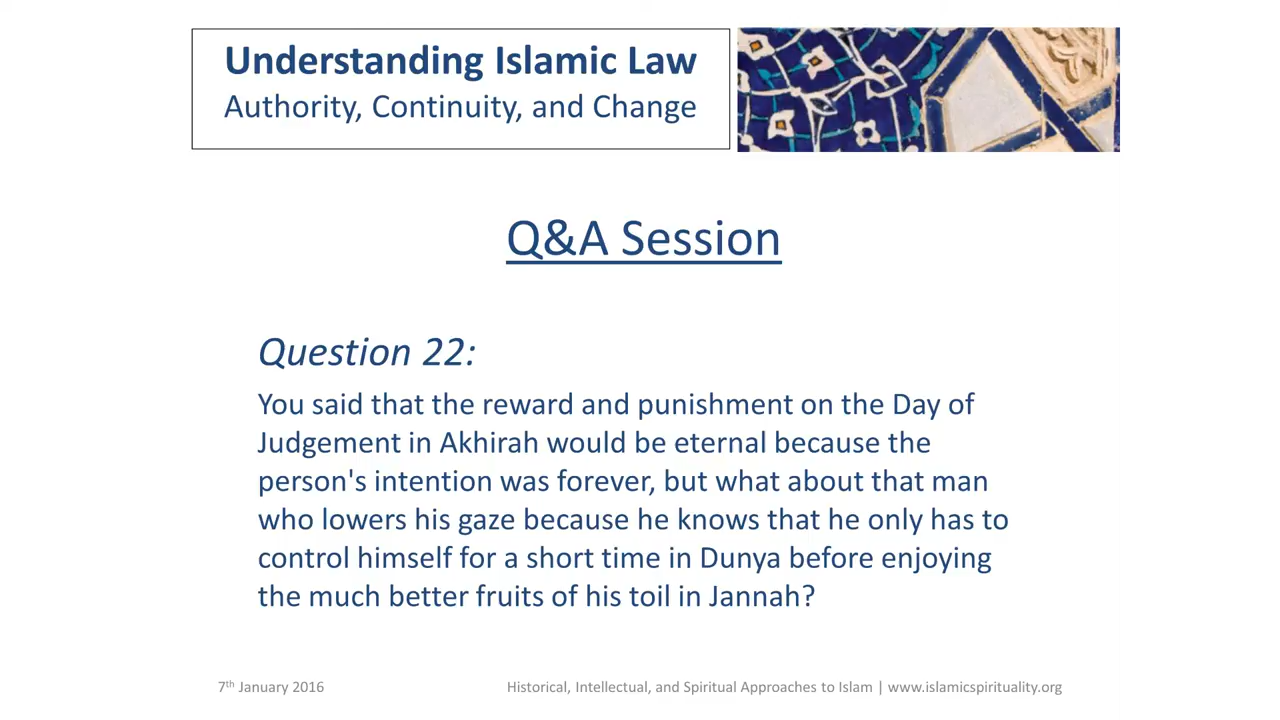 Understanding Islamic Law
Authority, Continuity, and Change
Q&A Session
Question 22:
You said that the reward and punishment on the Day of
Judgement in Akhirah would be eternal because the
person's intention was forever, but what about that man
who lowers his gaze because he knows that he only has to
control himself for a short time in Dunya before enjoying
the much better fruits of his toil in Jannah?
7th January 2016
Historical, Intellectual, and Spiritual Approaches to Islam | www.islamicspirituality.org